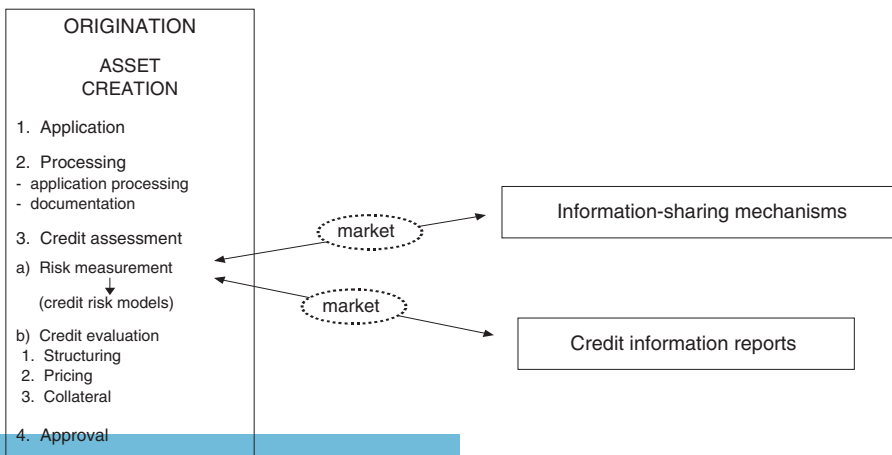 ORIGINATION
ASSET
CREATION
1. Application
2. Processing
- application processing
- documentation
3. Credit assessment
a) Risk measurement
(credit risk models)
b) Credit evaluation
1. Structuring
2. Pricing
3. Collateral
4. Approval
market
market
Information-sharing mechanisms
Credit information reports